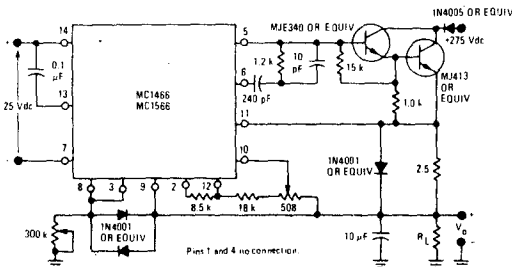 1N4005 OR EQUIV
MJE340 OR EQUIV
+275 Vdc
14
5
+
1.2 k
10
pF
15 k
MJ413
OR
EQUIV
0.1
μF
6
240 pF
1.0 k
25 Vdc
MC1466
MC1566
13
11
1N4001
OR EQUIV
2.5
7
10
-
8
3
9
2
12
8.5 k
18 k
508
+
300 k
1N4001
OR EQUIV
10 μF
RL
Vo
-
Pins 1 and 4 no connection.